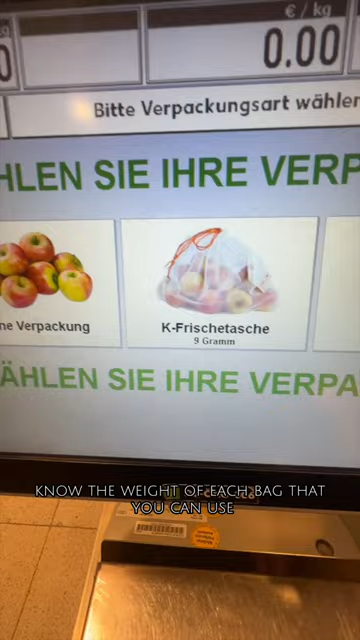 € / kg
0.00
Bitte Verpackungsart wählen
HLEN SIE IHRE VERP
ne Verpackung
K-Frischetasche
9 Gramm
ÄHLEN SIE IHRE VERPA
KNOW THE WEIGHT OF EACH BAG THAT
YOU CAN USE